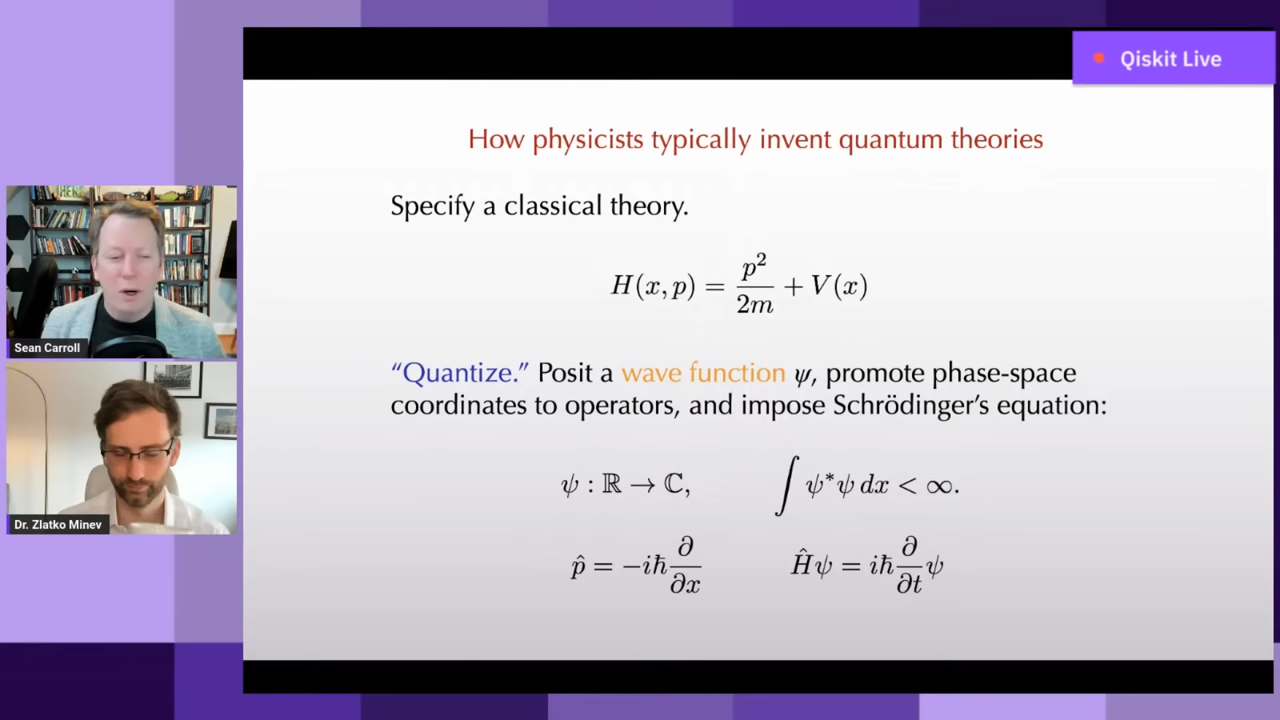 Qiskit Live
How physicists typically invent quantum theories
Specify a classical theory.
H(x, p) = p²/2m + V(x)
“Quantize.” Posit a wave function ψ, promote phase-space
coordinates to operators, and impose Schrödinger’s equation:
ψ : ℝ → ℂ, ∫ ψ*ψ dx < ∞.
p̂ = −iħ ∂/∂x Ĥψ = iħ ∂/∂t ψ
Sean Carroll
Dr. Zlatko Minev